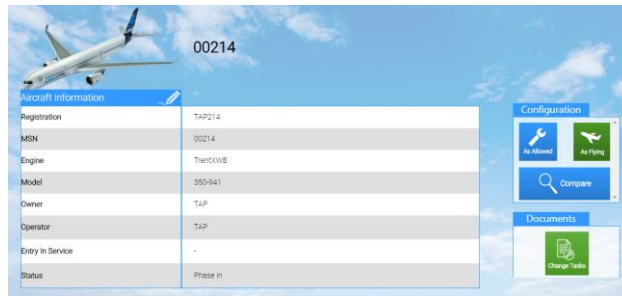 00214
Aircraft information
Registration TAP214
MSN 00214
Engine TrentXWB
Model 350-941
Owner TAP
Operator TAP
Entry In Service -
Status Phase in
Configuration
As Allowed As Flying
Compare
Documents
Change Tasks